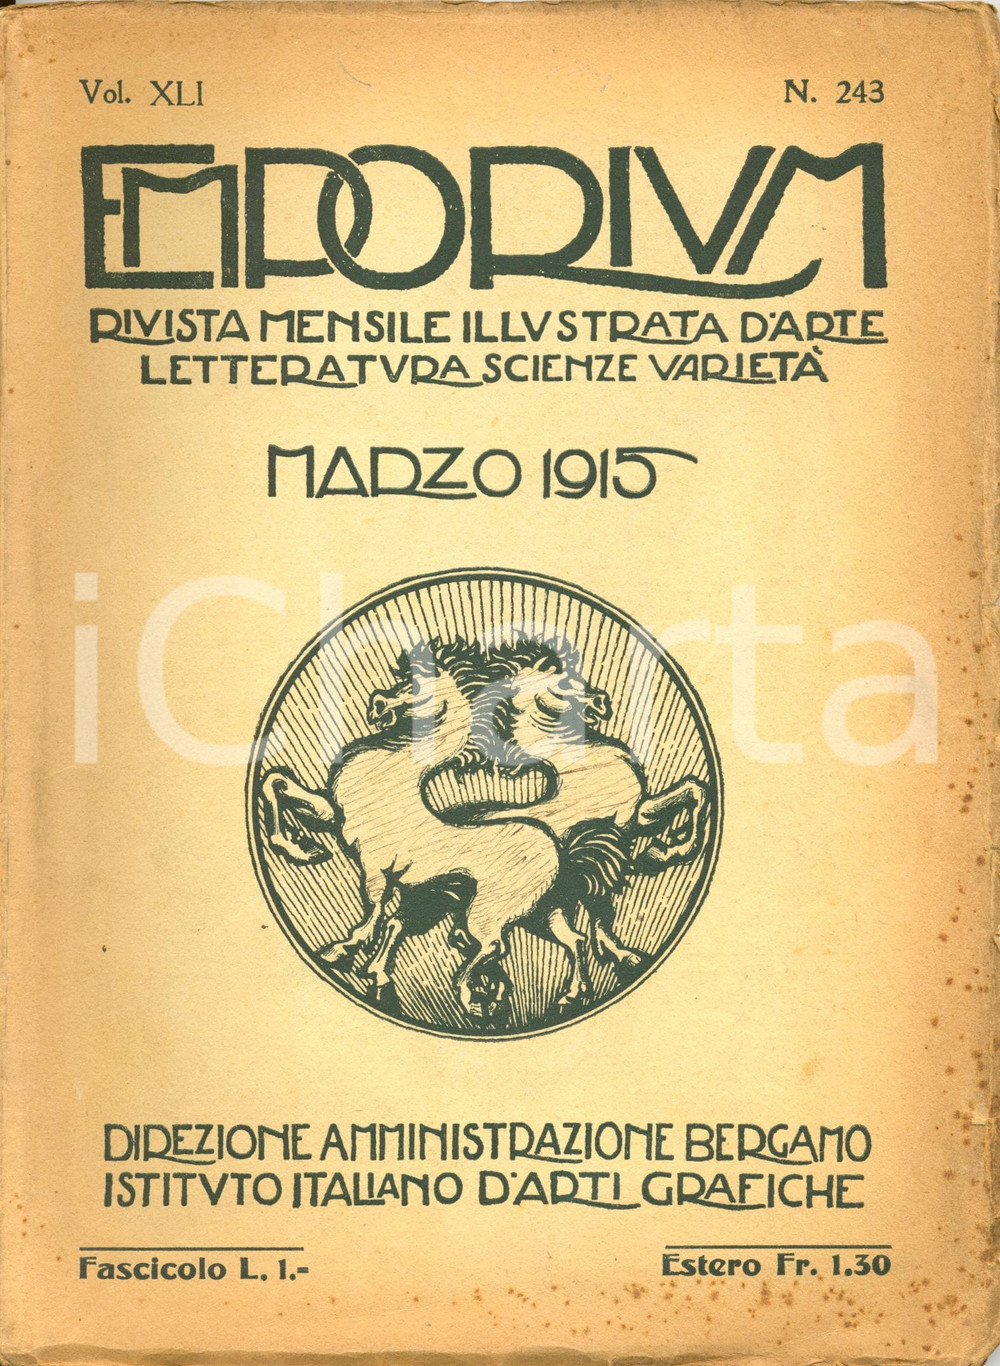 Vol. XLI
N. 243
EMPORIVM
RIVISTA MENSILE ILLVSTRATA D'ARTE
LETTERATVRA SCIENZE VARIETÀ
MARZO 1915
iCharta
DIREZIONE AMMINISTRAZIONE BERGAMO
ISTITVTO ITALIANO D'ARTI GRAFICHE
Fascicolo L. 1.-
Estero Fr. 1.30